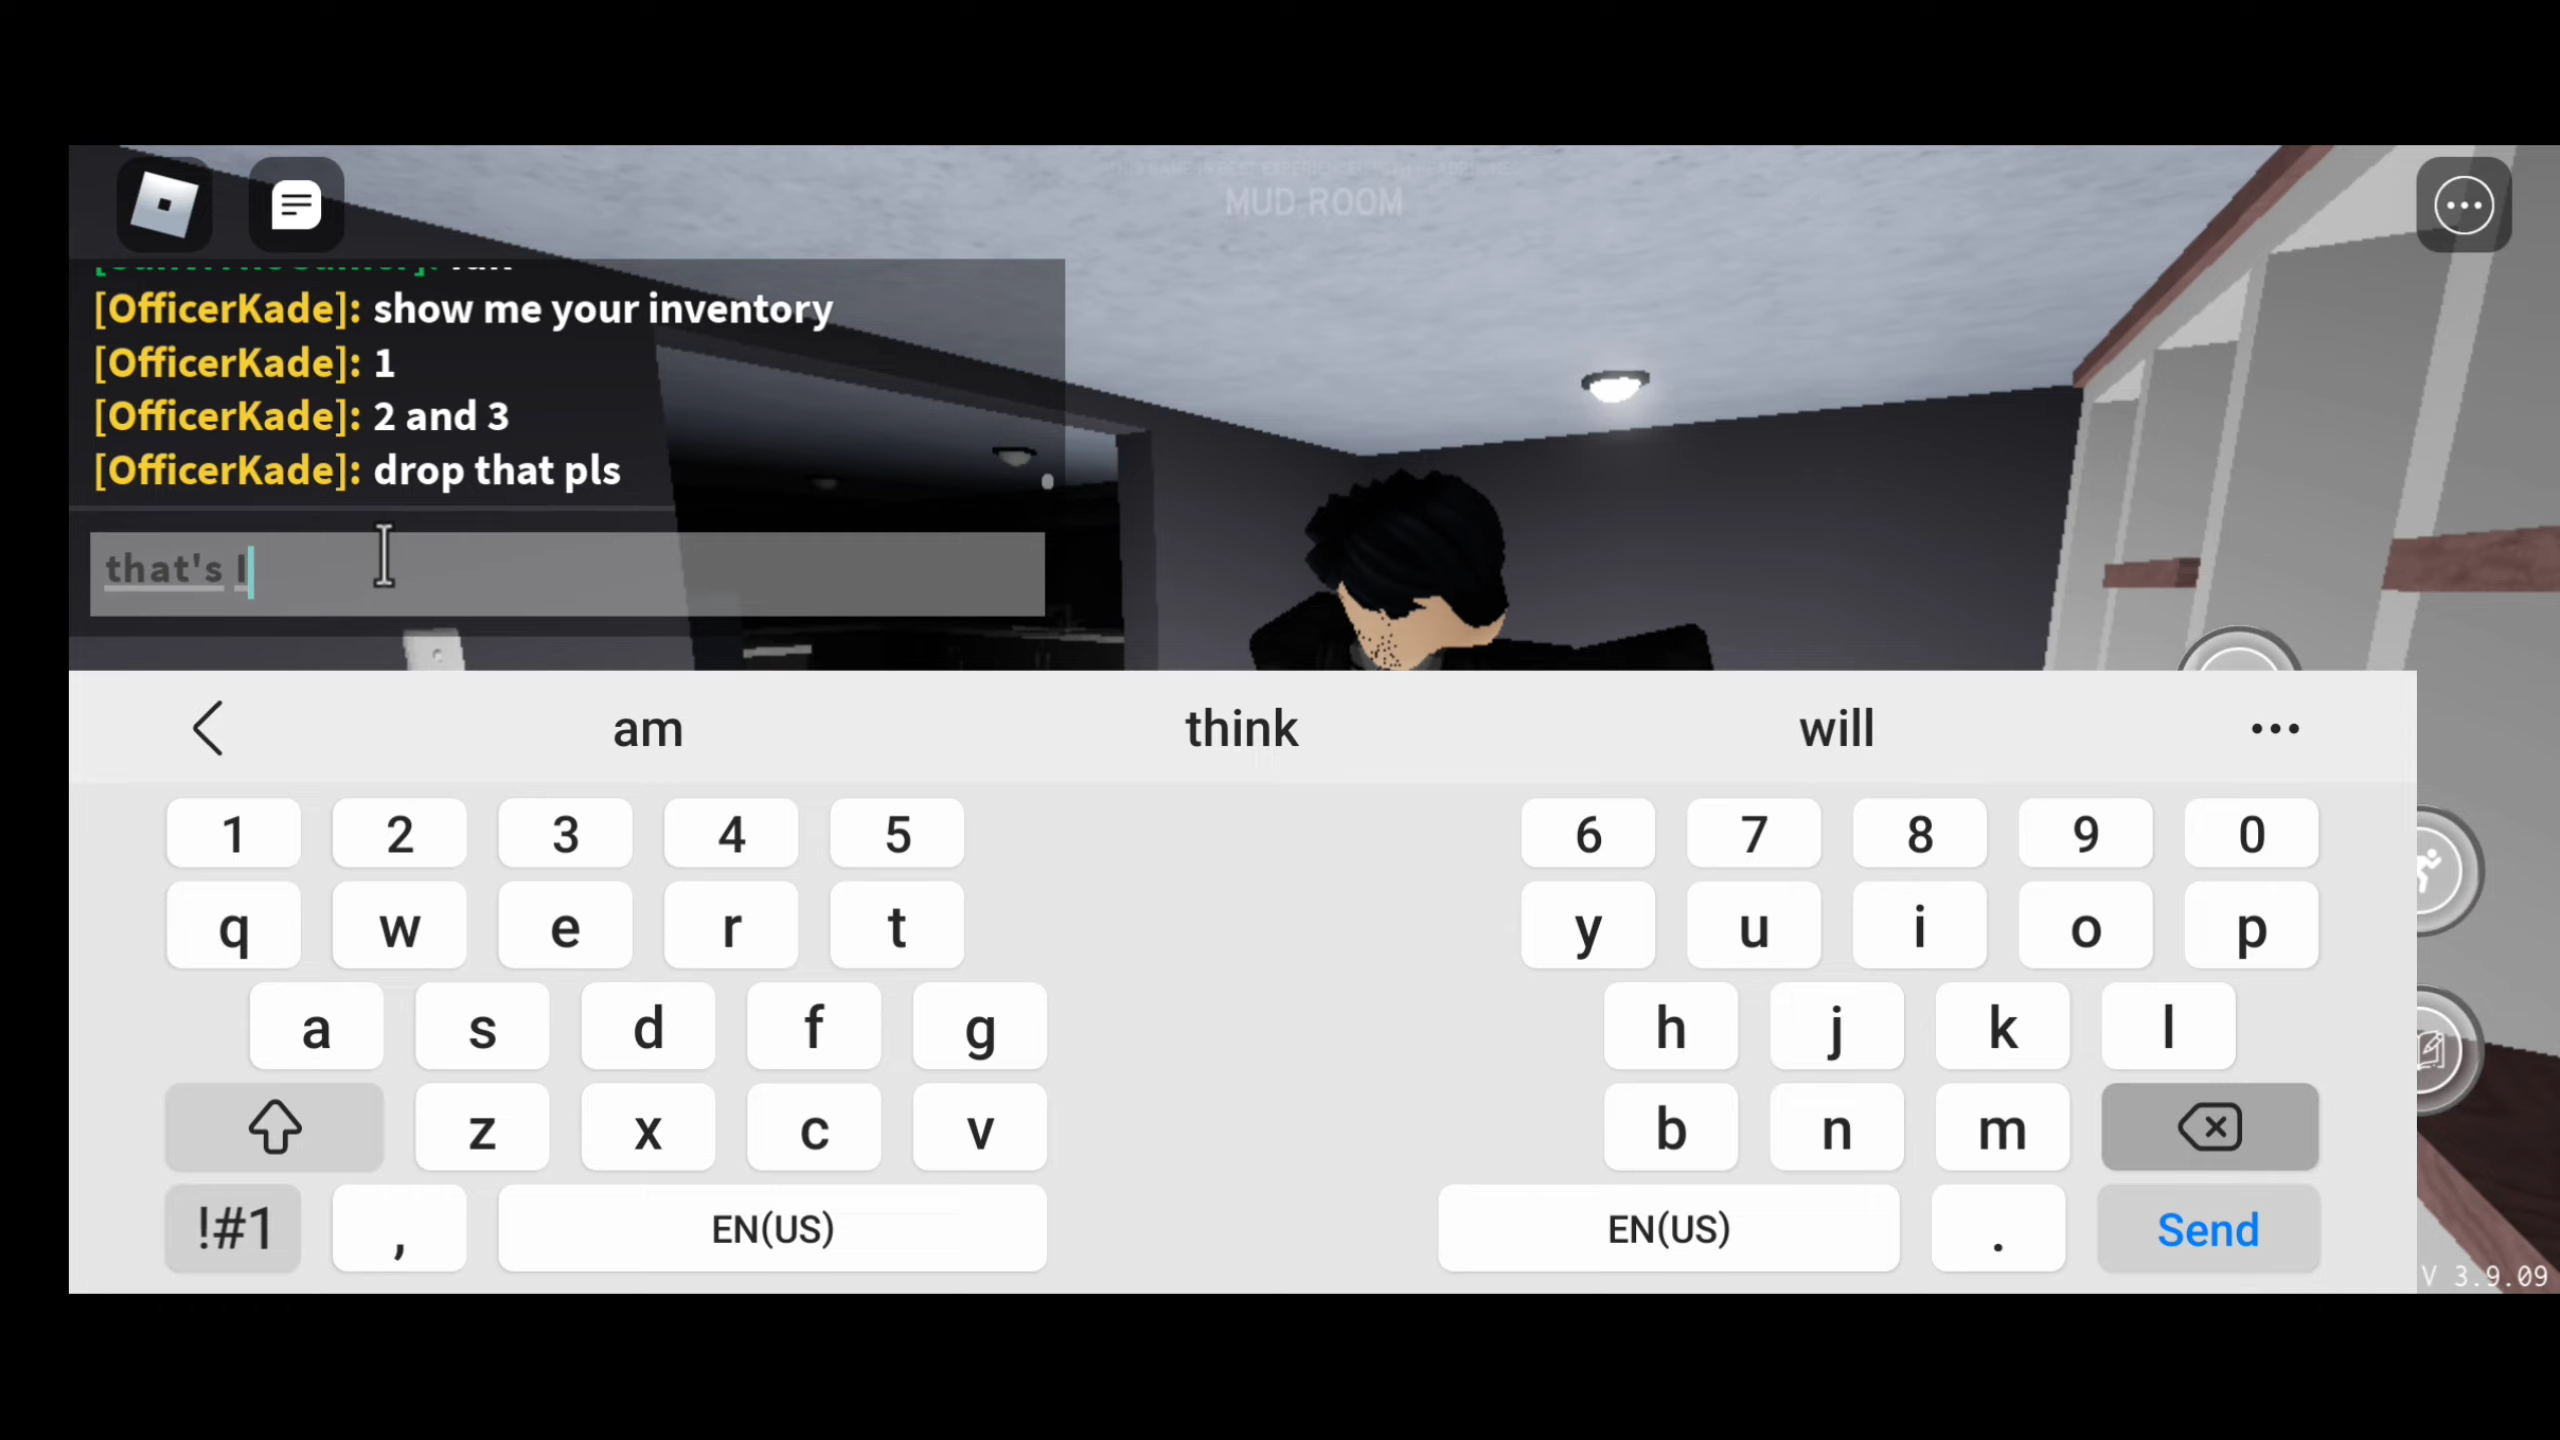 MUD ROOM
[OfficerKade]: show me your inventory
[OfficerKade]: 1
[OfficerKade]: 2 and 3
[OfficerKade]: drop that pls
that's I
am think will
1 2 3 4 5 6 7 8 9 0
q w e r t y u i o p
a s d f g h j k l
z x c v b n m
!#1 , EN(US) EN(US) . Send
V 3.9.09